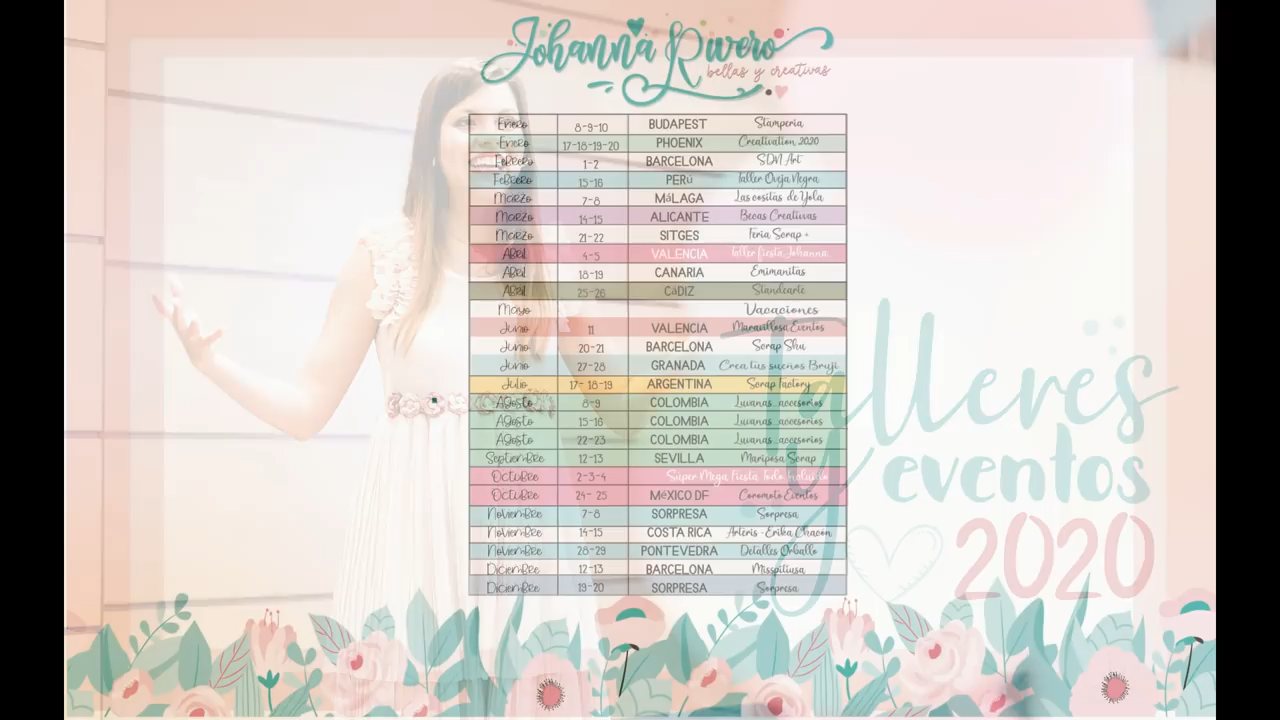 Johanna Rivero
bellas y creativas
Enero 8-9-10 BUDAPEST Stamperia
Enero 17-18-19-20 PHOENIX Creativation 2020
Febrero 1-2 BARCELONA SDN Art
Febrero 15-16 PERÚ Taller Oveja Negra
Marzo 7-8 MÁLAGA Las cositas de Yola
Marzo 14-15 ALICANTE Becas Creativas
Marzo 21-22 SITGES Feria Scrap +
Abril 4-5 VALENCIA Taller fiesta Johanna
Abril 18-19 CANARIA Emimanitas
Abril 25-26 CÁDIZ Standearte
Mayo Vacaciones
Junio 11 VALENCIA Maravillosa Eventos
Junio 20-21 BARCELONA Scrap Shu
Junio 27-28 GRANADA Crea tus sueños Bruji
Julio 17- 18-19 ARGENTINA Scrap Factory
Agosto 8-9 COLOMBIA Luvanas accesorios
Agosto 15-16 COLOMBIA Luvanas accesorios
Agosto 22-23 COLOMBIA Luvanas accesorios
Septiembre 12-13 SEVILLA Mariposa Scrap
Octubre 2-3-4 Súper Mega Fiesta Todo incluido
Octubre 24- 25 MÉXICO DF Coromoto Eventos
Noviembre 7-8 SORPRESA Sorpresa
Noviembre 14-15 COSTA RICA Arteris - Erika Chacón
Noviembre 28-29 PONTEVEDRA Detalles Orballo
Diciembre 12-13 BARCELONA Misspitiusa
Diciembre 19-20 SORPRESA Sorpresa
Talleres
y eventos
2020